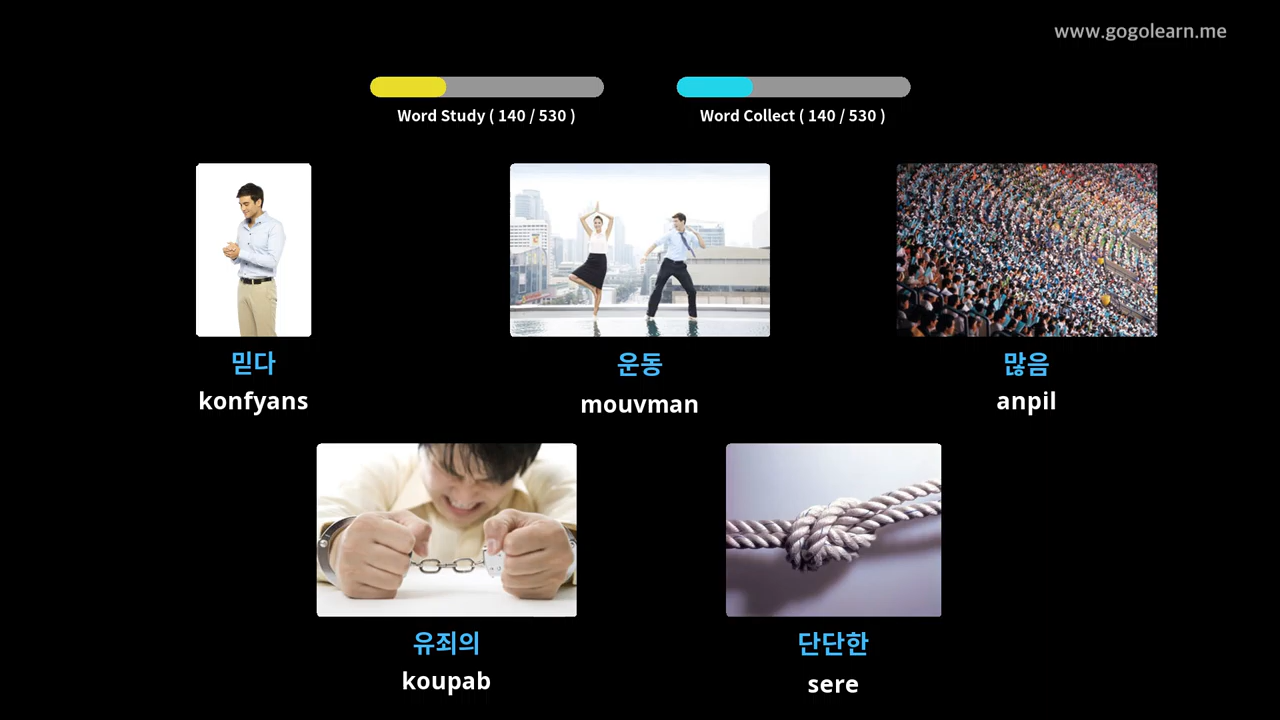 www.gogolearn.me
Word Study ( 140 / 530 )
Word Collect ( 140 / 530 )
믿다
konfyans
운동
mouvman
많음
anpil
유죄의
koupab
단단한
sere